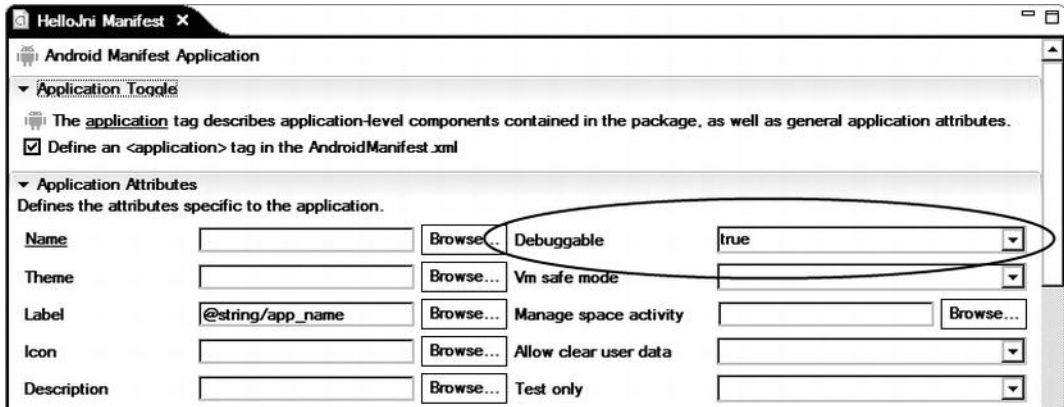 HelloJni Manifest X
Android Manifest Application
Application Toggle
The application tag describes application-level components contained in the package, as well as general application attributes.
Define an <application> tag in the AndroidManifest.xml
Application Attributes
Defines the attributes specific to the application.
Name Browse... Debuggable true
Theme Browse... Vm safe mode
Label @string/app_name Browse... Manage space activity Browse...
Icon Browse... Allow clear user data
Description Browse... Test only